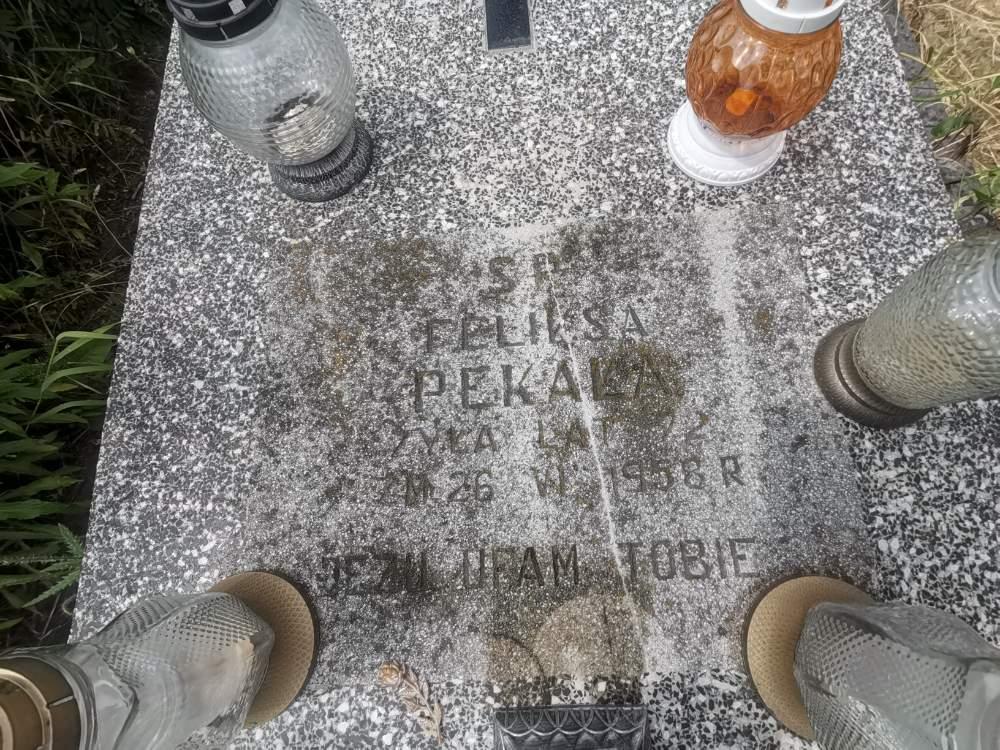 Ś P
FELIKSA
PĘKAŁA
ŻYŁA LAT 72
ZM. 26 VI 1958 R
JEZU UFAM TOBIE